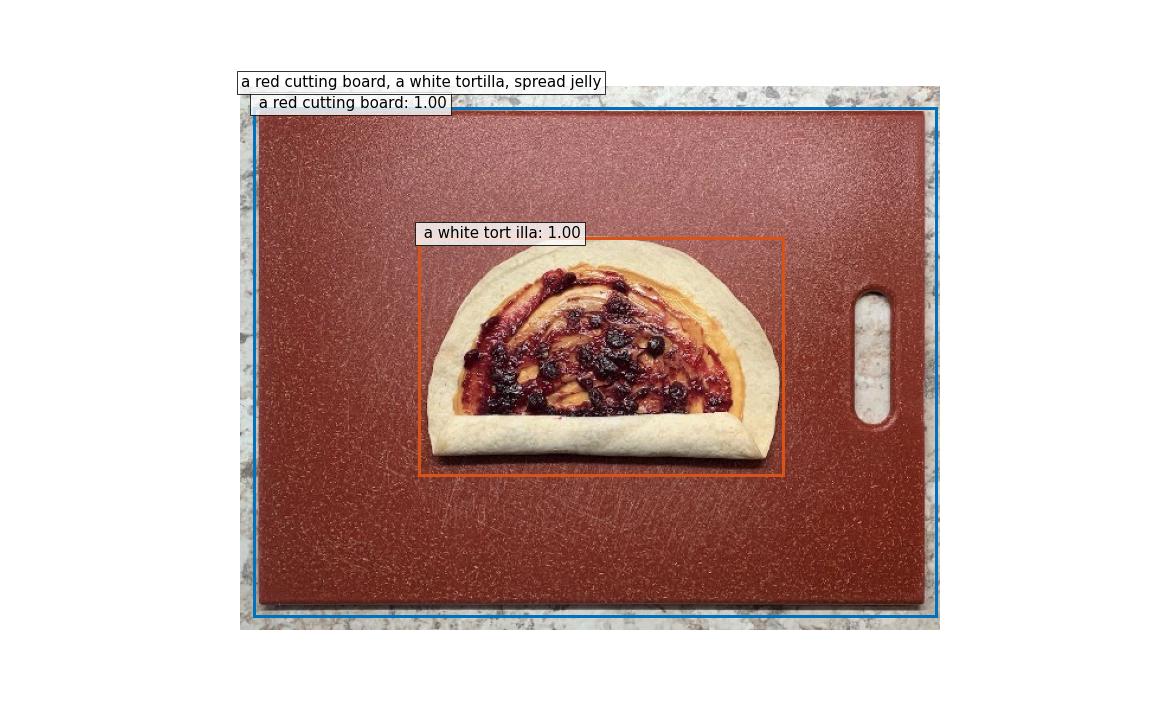 a red cutting board, a white tortilla, spread jelly
a red cutting board: 1.00
a white tort illa: 1.00